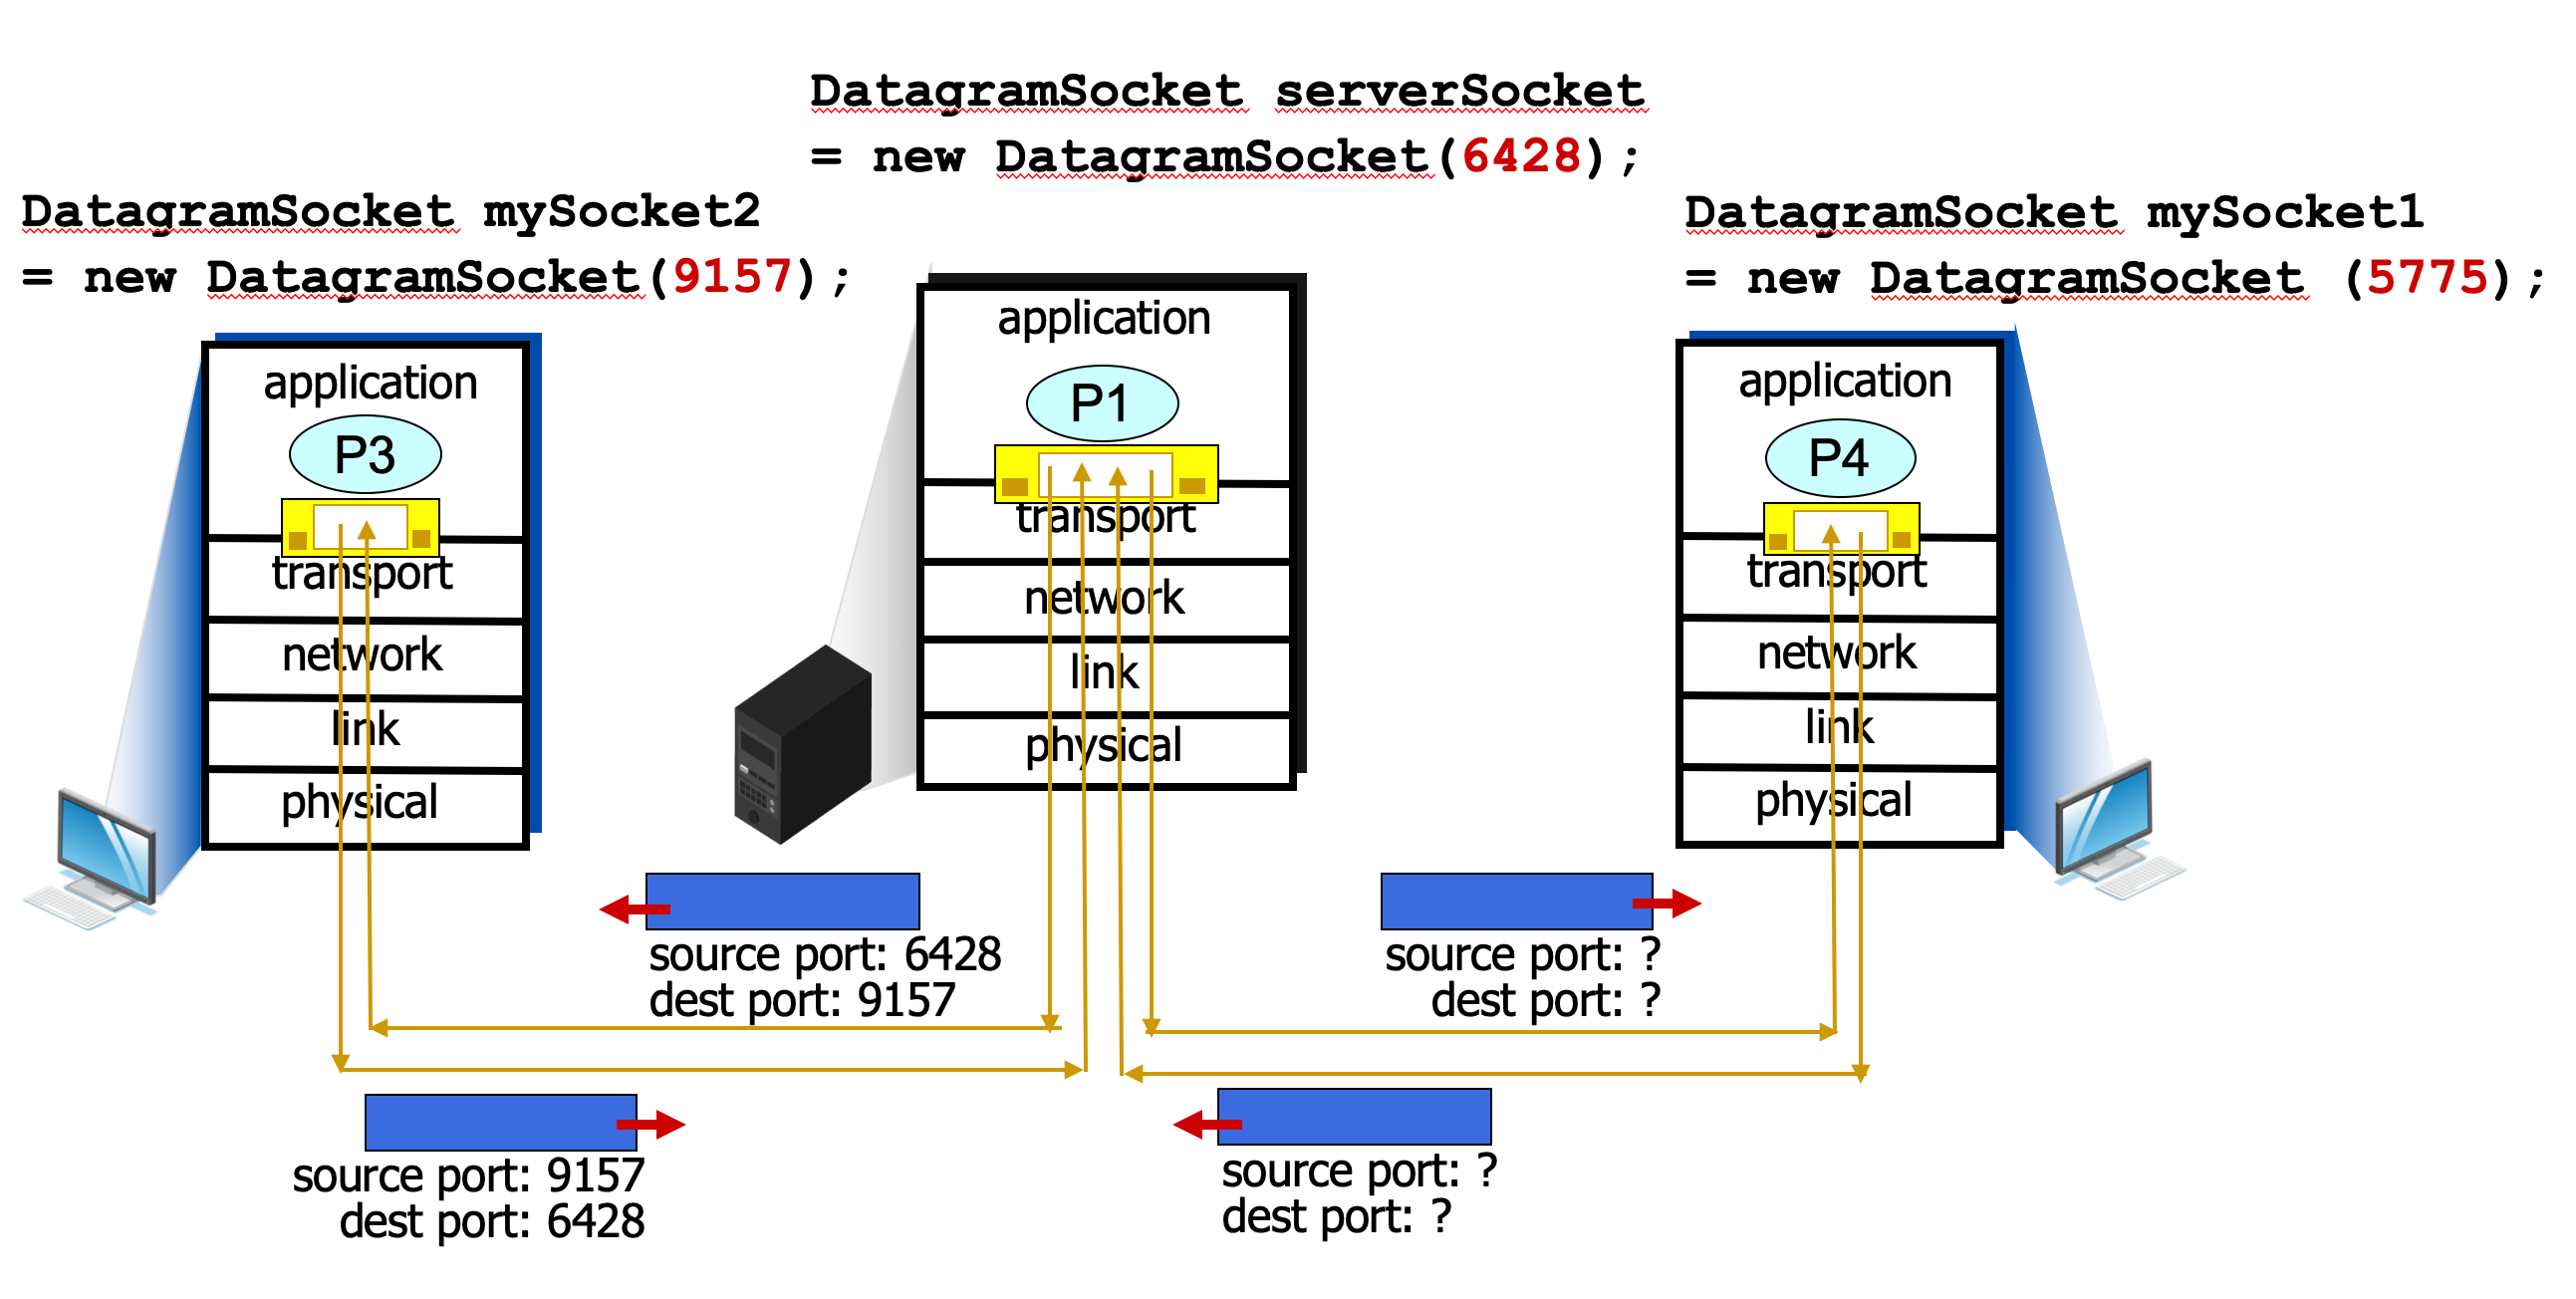 DatagramSocket serverSocket
= new DatagramSocket(6428);
DatagramSocket mySocket2
= new DatagramSocket(9157);
DatagramSocket mySocket1
= new DatagramSocket (5775);
application
P3
transport
network
link
physical
application
P1
transport
network
link
physical
application
P4
transport
network
link
physical
source port: 6428
dest port: 9157
source port: ?
dest port: ?
source port: 9157
dest port: 6428
source port: ?
dest port: ?